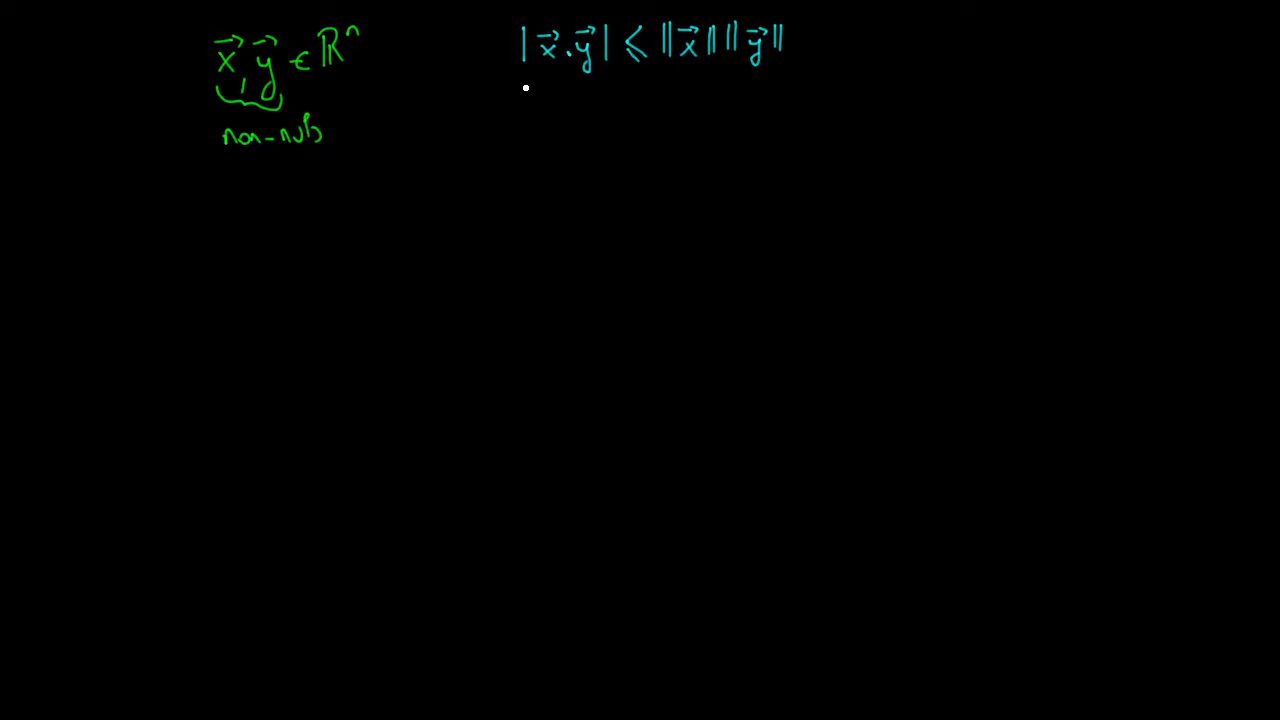 x⃗, y⃗ ∈ ℝⁿ
non-nuls
|x⃗.y⃗| ⩽ ‖x⃗‖‖y⃗‖